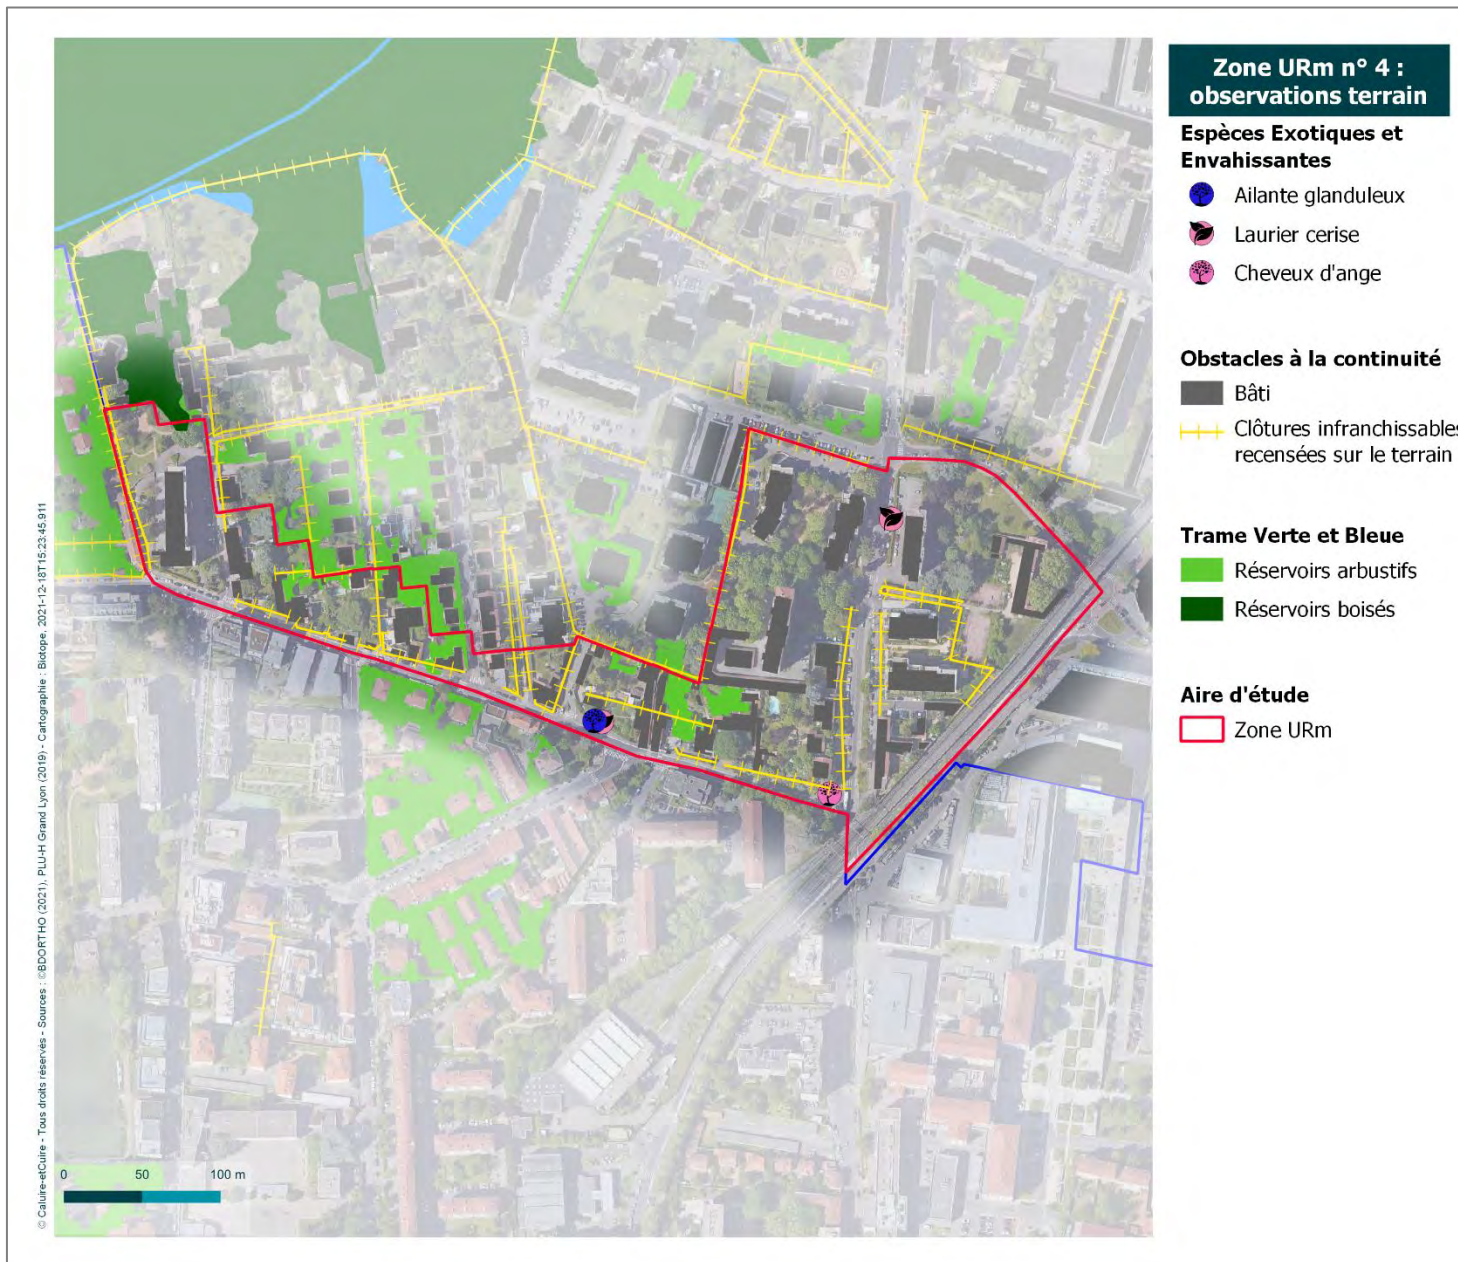 Zone URm n° 4 :
observations terrain
Espèces Exotiques et
Envahissantes
Ailante glanduleux
Laurier cerise
Cheveux d'ange
Obstacles à la continuité
Bâti
Clôtures infranchissables
recensées sur le terrain
Trame Verte et Bleue
Réservoirs arbustifs
Réservoirs boisés
Aire d'étude
Zone URm
0 50 100 m
© Caluire-etCuire - Tous droits réservés - Sources : ©BDORTHO (2021), PLU-H Grand Lyon (2019) - Cartographie : Biotope, 2021-12-18T15:23:45.911